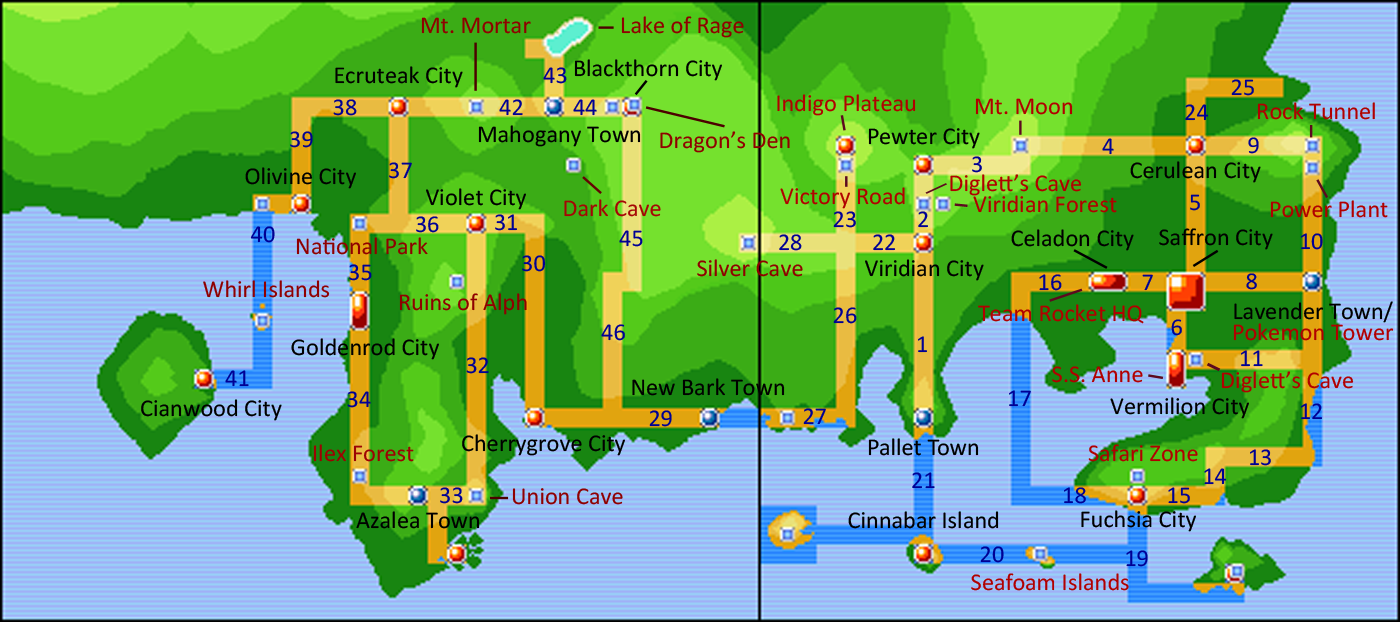 Mt. Mortar
Lake of Rage
Ecruteak City
43
Blackthorn City
38
42
44
Mahogany Town
Dragon's Den
39
37
Olivine City
Dark Cave
Violet City
40
36
31
45
National Park
30
35
Whirl Islands
Ruins of Alph
46
Goldenrod City
32
41
34
Cianwood City
New Bark Town
29
Cherrygrove City
Ilex Forest
33
Union Cave
Azalea Town
25
Indigo Plateau
Mt. Moon
24
Rock Tunnel
Pewter City
3
4
9
Cerulean City
Victory Road
Diglett's Cave
Viridian Forest
5
Power Plant
23
2
28
22
Celadon City
Saffron City
10
Silver Cave
Viridian City
16
7
8
Team Rocket HQ
Lavender Town/
Pokemon Tower
26
6
1
11
S.S. Anne
Diglett's Cave
17
Vermilion City
12
27
Pallet Town
Safari Zone
13
21
14
18
15
Cinnabar Island
Fuchsia City
20
19
Seafoam Islands